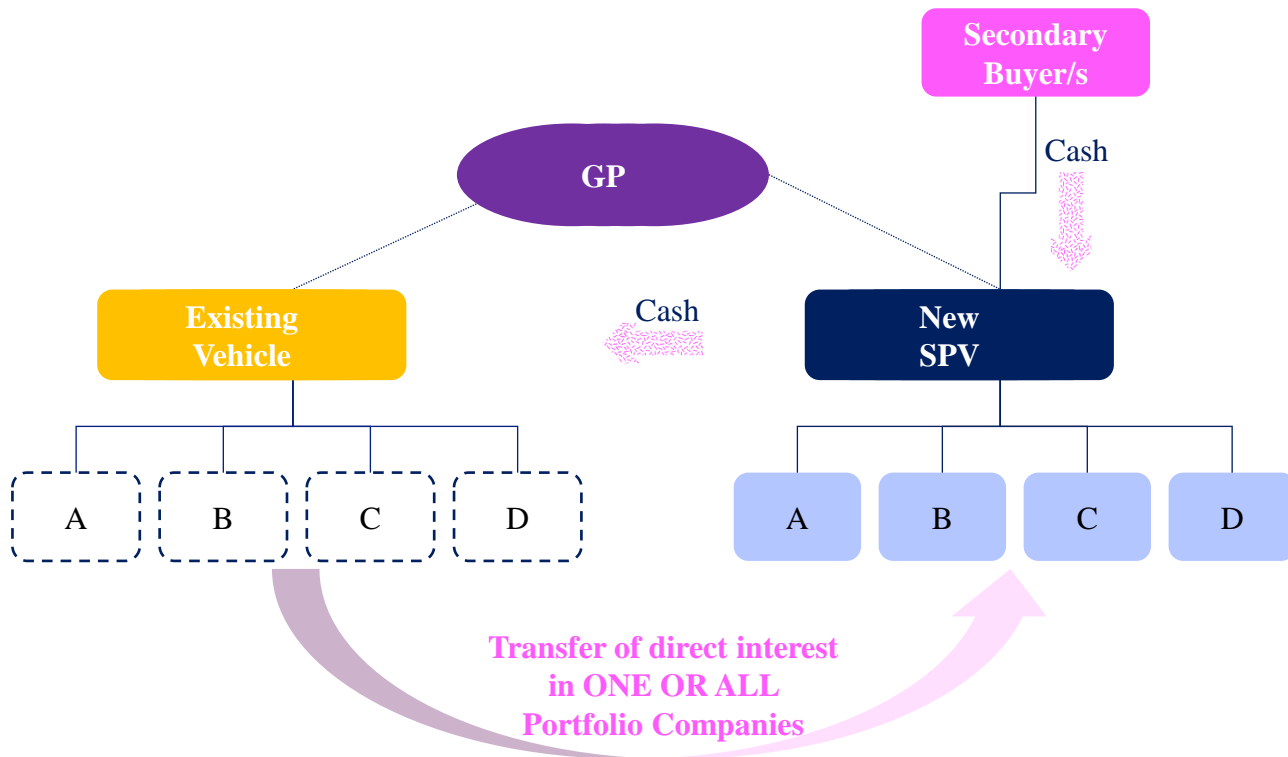 Secondary
Buyer/s
Cash
GP
Existing
Vehicle
Cash
New
SPV
A
B
C
D
A
B
C
D
Transfer of direct interest
in ONE OR ALL
Portfolio Companies